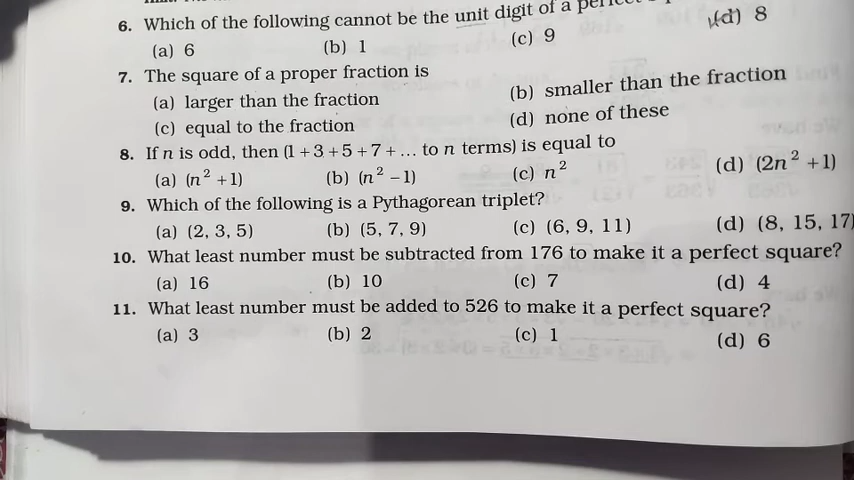 6. Which of the following cannot be the unit digit of a
(a) 6 (b) 1 (c) 9 (d) 8
7. The square of a proper fraction is
(a) larger than the fraction (b) smaller than the fraction
(c) equal to the fraction (d) none of these
8. If n is odd, then (1 + 3 + 5 + 7 + ... to n terms) is equal to
(a) (n² + 1) (b) (n² − 1) (c) n² (d) (2n² + 1)
9. Which of the following is a Pythagorean triplet?
(a) (2, 3, 5) (b) (5, 7, 9) (c) (6, 9, 11) (d) (8, 15, 17)
10. What least number must be subtracted from 176 to make it a perfect square?
(a) 16 (b) 10 (c) 7 (d) 4
11. What least number must be added to 526 to make it a perfect square?
(a) 3 (b) 2 (c) 1 (d) 6